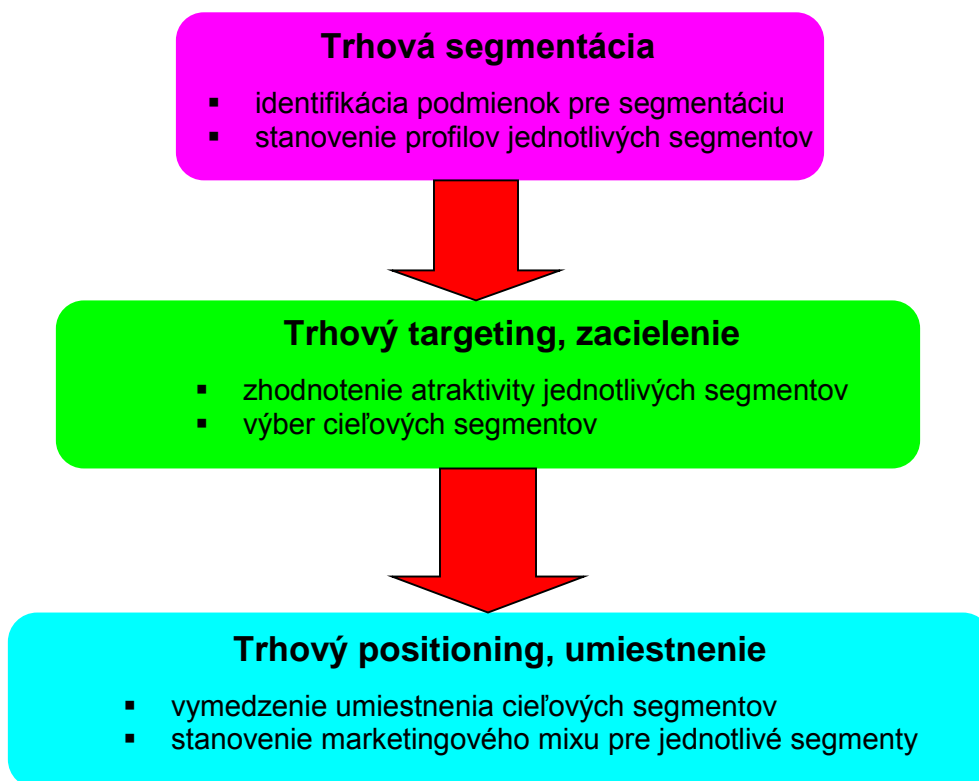 Trhová segmentácia
▪ identifikácia podmienok pre segmentáciu
▪ stanovenie profilov jednotlivých segmentov
Trhový targeting, zacielenie
▪ zhodnotenie atraktivity jednotlivých segmentov
▪ výber cieľových segmentov
Trhový positioning, umiestnenie
▪ vymedzenie umiestnenia cieľových segmentov
▪ stanovenie marketingového mixu pre jednotlivé segmenty